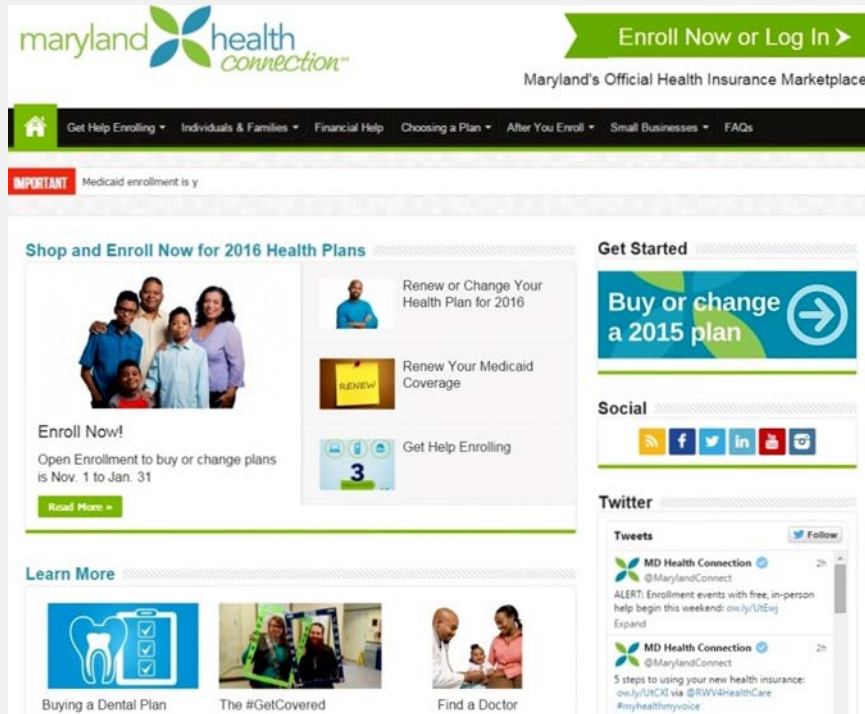 maryland health
connection
Enroll Now or Log In
Maryland's Official Health Insurance Marketplace
Get Help Enrolling
Individuals & Families
Financial Help
Choosing a Plan
After You Enroll
Small Businesses
FAQs
IMPORTANT
Medicaid enrollment is y
Shop and Enroll Now for 2016 Health Plans
Enroll Now!
Open Enrollment to buy or change plans
is Nov. 1 to Jan. 31
Read More »
Renew or Change Your
Health Plan for 2016
RENEW
Renew Your Medicaid
Coverage
3
Get Help Enrolling
Learn More
Buying a Dental Plan
The #GetCovered
Find a Doctor
Get Started
Buy or change
a 2015 plan
Social
Twitter
Tweets
Follow
MD Health Connection
2h
@MarylandConnect
ALERT: Enrollment events with free, in-person
help begin this weekend: ow.ly/UtEwj
Expand
MD Health Connection
2h
@MarylandConnect
5 steps to using your new health insurance:
ow.ly/UtCXI via @RWV4HealthCare
#myhealthmyvoice